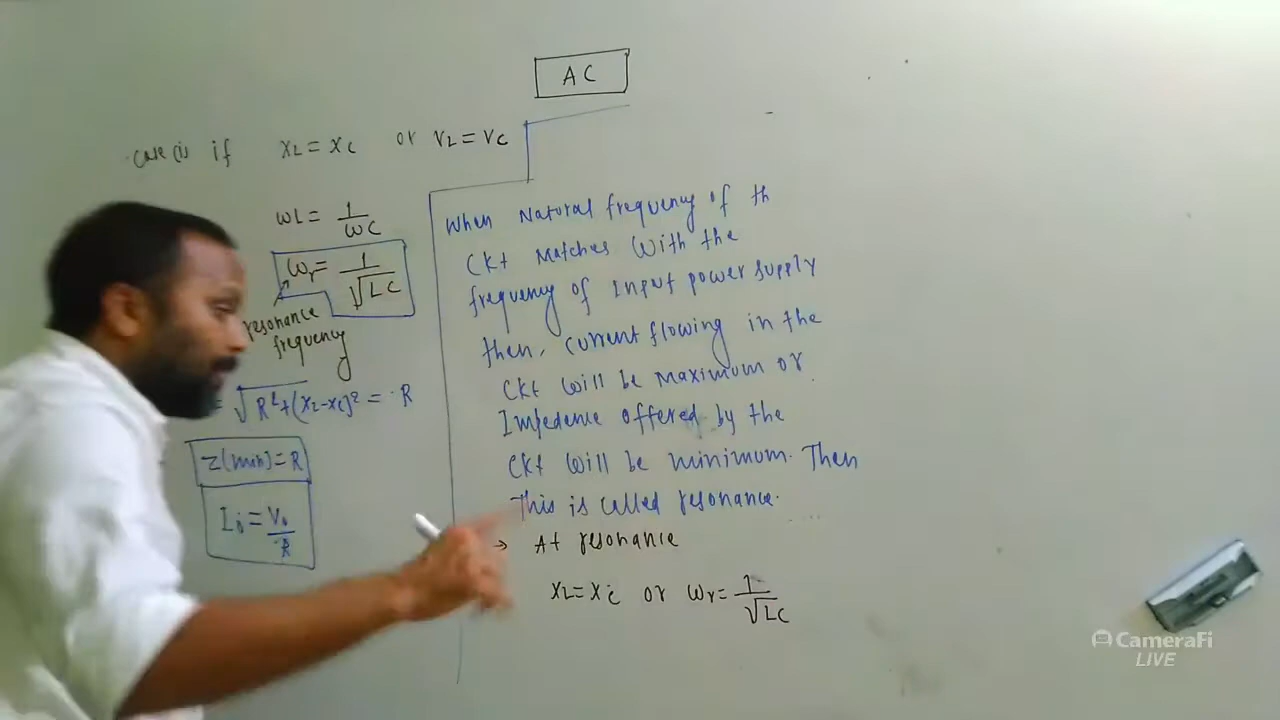 AC
case (i) if XL = XC or VL = VC
ωL = 1/ωC
ωr = 1/√LC
resonance
frequency
= √R²+(XL-XC)² = R
Z(min) = R
I0 = V0/R
When Natural frequency of th
Ckt Matches With the
frequency of Input power supply
then, current flowing in the
Ckt Will be Maximum or
Impedence offered by the
Ckt Will be minimum. Then
This is called resonance.
→ At resonance
XL = XC or ωr = 1/√LC
CameraFi
LIVE